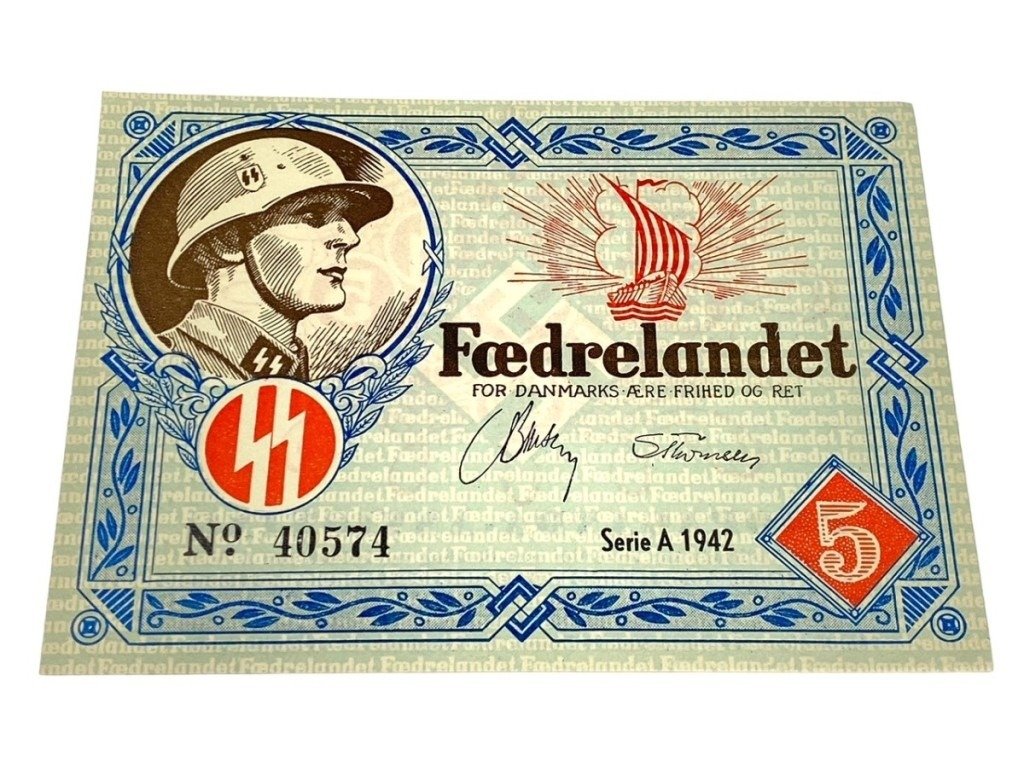 Fædrelandet
FOR DANMARKS·ÆRE·FRIHED OG RET
Nº 40574
Serie A 1942
5